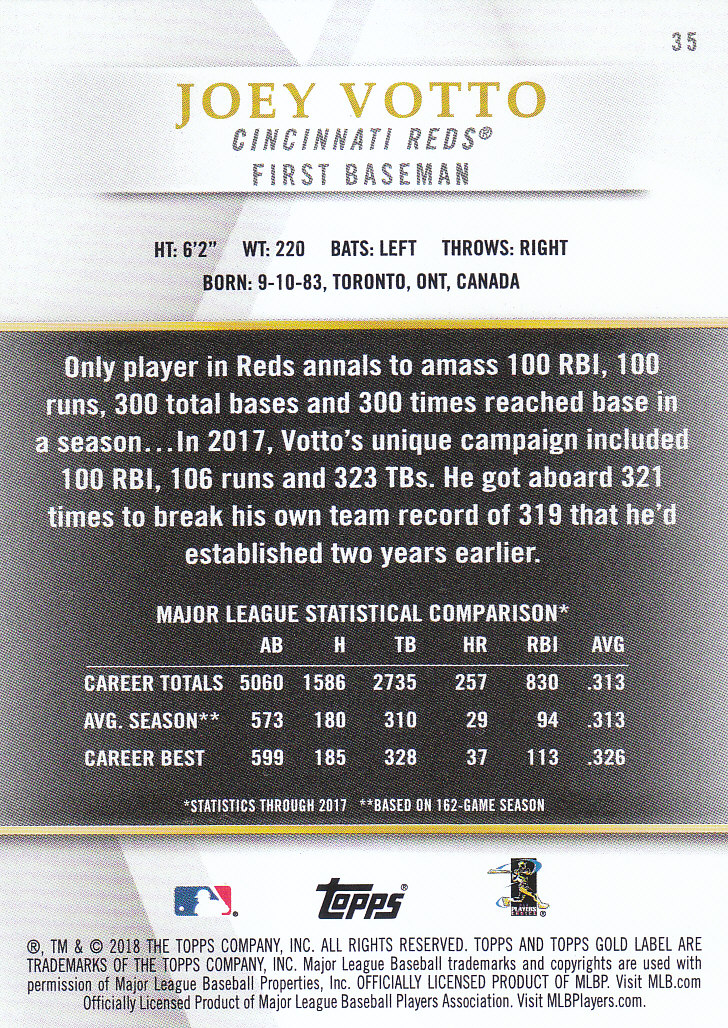 35
JOEY VOTTO
CINCINNATI REDS®
FIRST BASEMAN
HT: 6'2" WT: 220 BATS: LEFT THROWS: RIGHT
BORN: 9-10-83, TORONTO, ONT, CANADA
Only player in Reds annals to amass 100 RBI, 100
runs, 300 total bases and 300 times reached base in
a season...In 2017, Votto's unique campaign included
100 RBI, 106 runs and 323 TBs. He got aboard 321
times to break his own team record of 319 that he'd
established two years earlier.
MAJOR LEAGUE STATISTICAL COMPARISON*
AB H TB HR RBI AVG
CAREER TOTALS 5060 1586 2735 257 830 .313
AVG. SEASON** 573 180 310 29 94 .313
CAREER BEST 599 185 328 37 113 .326
*STATISTICS THROUGH 2017 **BASED ON 162-GAME SEASON
topps®
PLAYERS
CHOICE ®
®, TM & © 2018 THE TOPPS COMPANY, INC. ALL RIGHTS RESERVED. TOPPS AND TOPPS GOLD LABEL ARE
TRADEMARKS OF THE TOPPS COMPANY, INC. Major League Baseball trademarks and copyrights are used with
permission of Major League Baseball Properties, Inc. OFFICIALLY LICENSED PRODUCT OF MLBP. Visit MLB.com
Officially Licensed Product of Major League Baseball Players Association. Visit MLBPlayers.com.